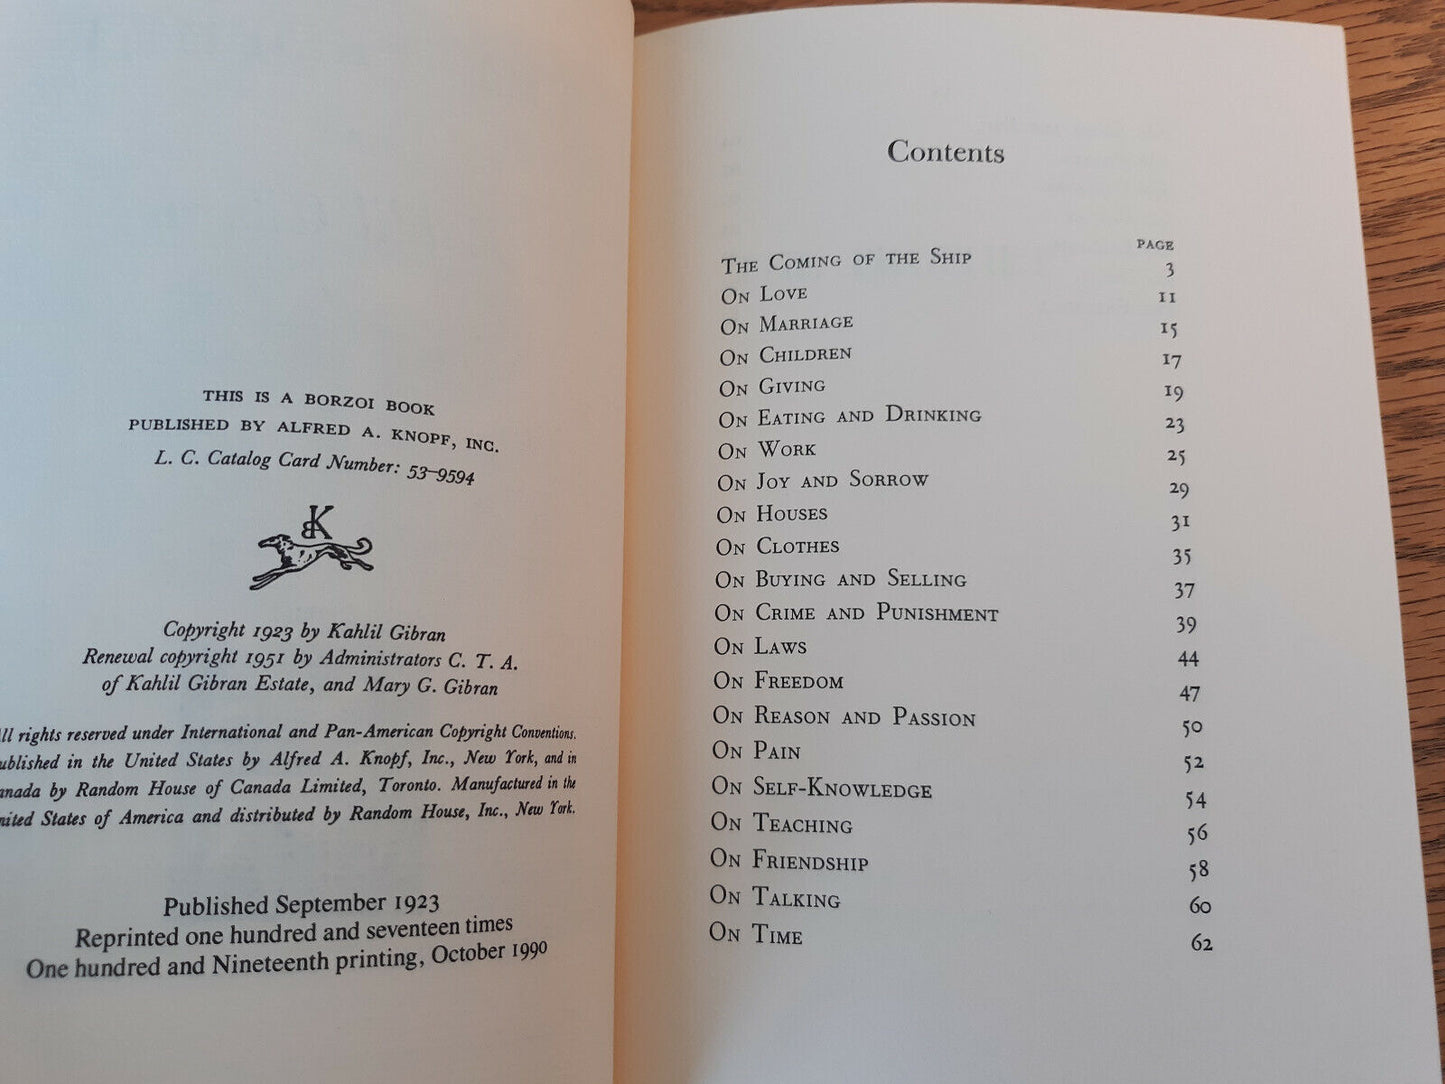 THIS IS A BORZOI BOOK
PUBLISHED BY ALFRED A. KNOPF, INC.
L. C. Catalog Card Number: 53-9594
BK
Copyright 1923 by Kahlil Gibran
Renewal copyright 1951 by Administrators C. T. A.
of Kahlil Gibran Estate, and Mary G. Gibran
ll rights reserved under International and Pan-American Copyright Conventions.
ublished in the United States by Alfred A. Knopf, Inc., New York, and in
anada by Random House of Canada Limited, Toronto. Manufactured in the
nited States of America and distributed by Random House, Inc., New York.
Published September 1923
Reprinted one hundred and seventeen times
One hundred and Nineteenth printing, October 1990
Contents
PAGE
The Coming of the Ship 3
On Love 11
On Marriage 15
On Children 17
On Giving 19
On Eating and Drinking 23
On Work 25
On Joy and Sorrow 29
On Houses 31
On Clothes 35
On Buying and Selling 37
On Crime and Punishment 39
On Laws 44
On Freedom 47
On Reason and Passion 50
On Pain 52
On Self-Knowledge 54
On Teaching 56
On Friendship 58
On Talking 60
On Time 62